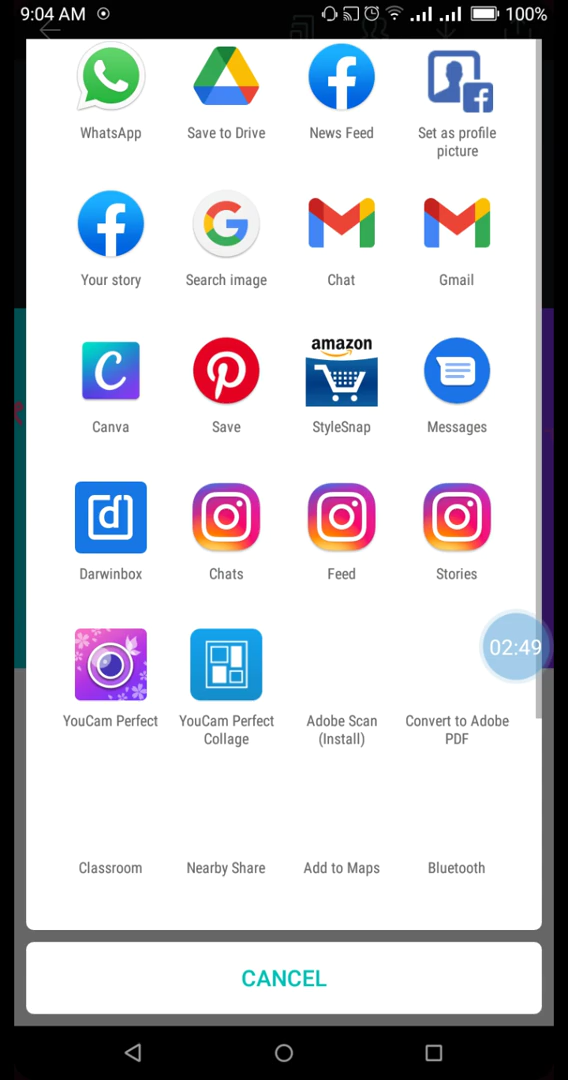 9:04 AM 100%
WhatsApp Save to Drive News Feed Set as profile
picture
Your story Search image Chat Gmail
amazon
Canva Save StyleSnap Messages
Darwinbox Chats Feed Stories
02:49
YouCam Perfect YouCam Perfect Adobe Scan Convert to Adobe
Collage (Install) PDF
Classroom Nearby Share Add to Maps Bluetooth
CANCEL